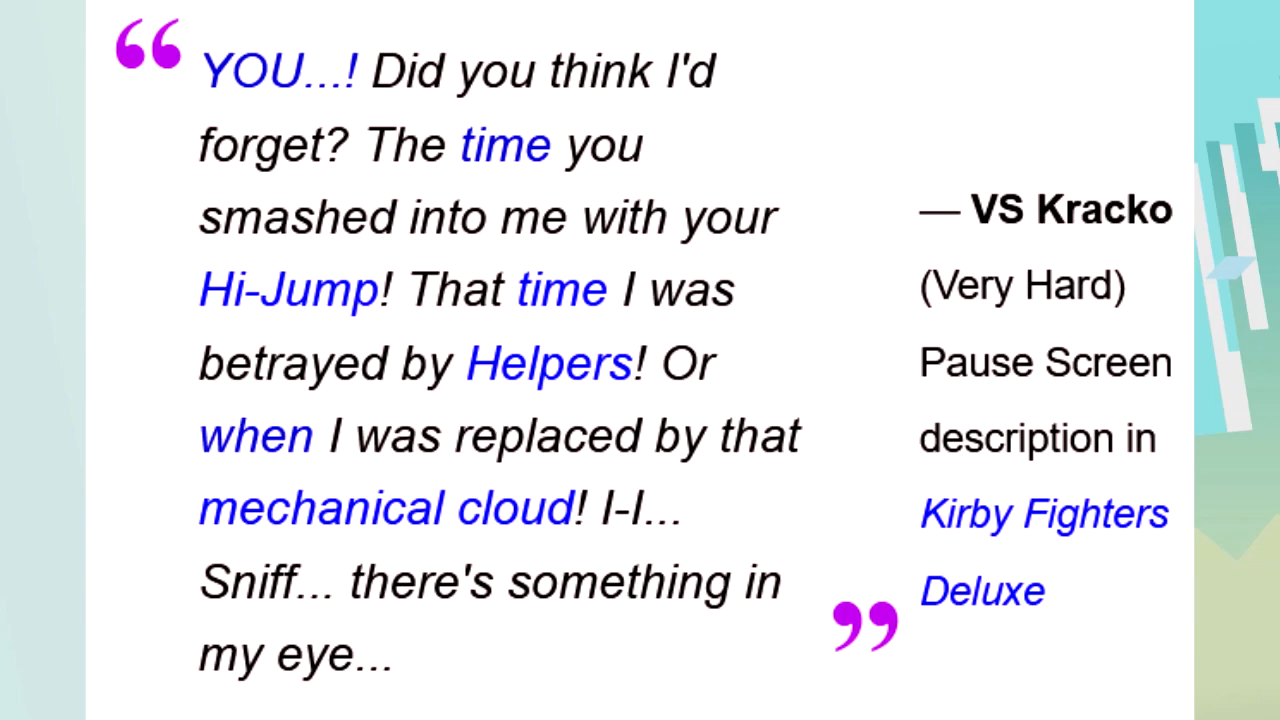 “ YOU...! Did you think I'd
forget? The time you
smashed into me with your
Hi-Jump! That time I was
betrayed by Helpers! Or
when I was replaced by that
mechanical cloud! I-I...
Sniff... there's something in
my eye... ”
— VS Kracko
(Very Hard)
Pause Screen
description in
Kirby Fighters
Deluxe